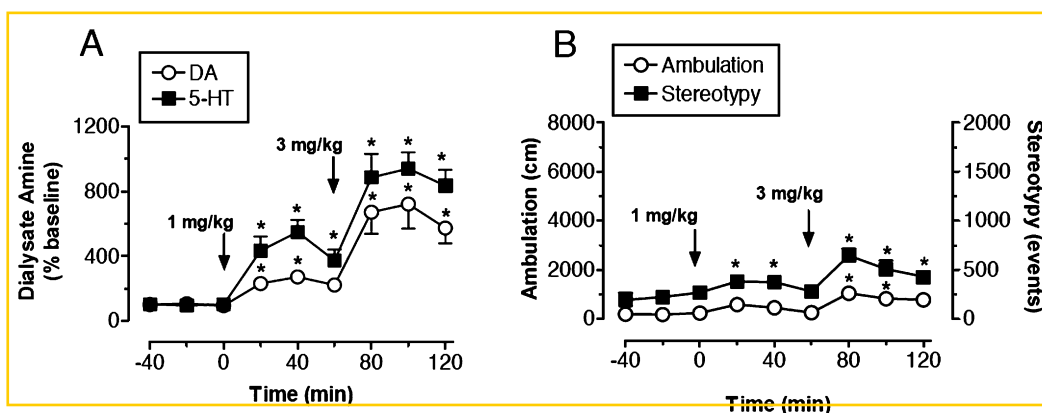 A
DA
5-HT
Dialysate Amine
(% baseline)
1200
800
400
0
1 mg/kg
3 mg/kg
*
*
*
*
*
*
*
*
*
*
*
-40
0
40
80
120
Time (min)
B
Ambulation
Stereotypy
Ambulation (cm)
8000
6000
4000
2000
0
1 mg/kg
3 mg/kg
*
*
*
*
*
*
*
2000
1500
1000
500
0
Stereotypy (events)
-40
0
40
80
120
Time (min)